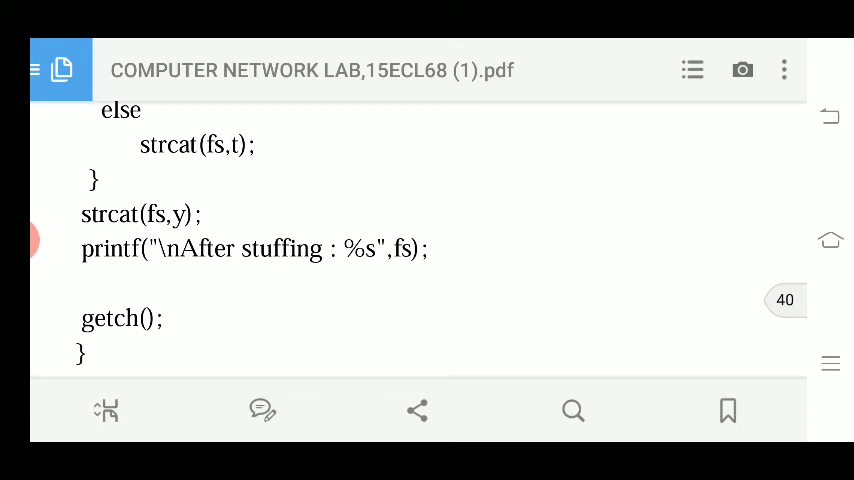 COMPUTER NETWORK LAB,15ECL68 (1).pdf
else
strcat(fs,t);
}
strcat(fs,y);
printf("\nAfter stuffing : %s",fs);
40
getch();
}